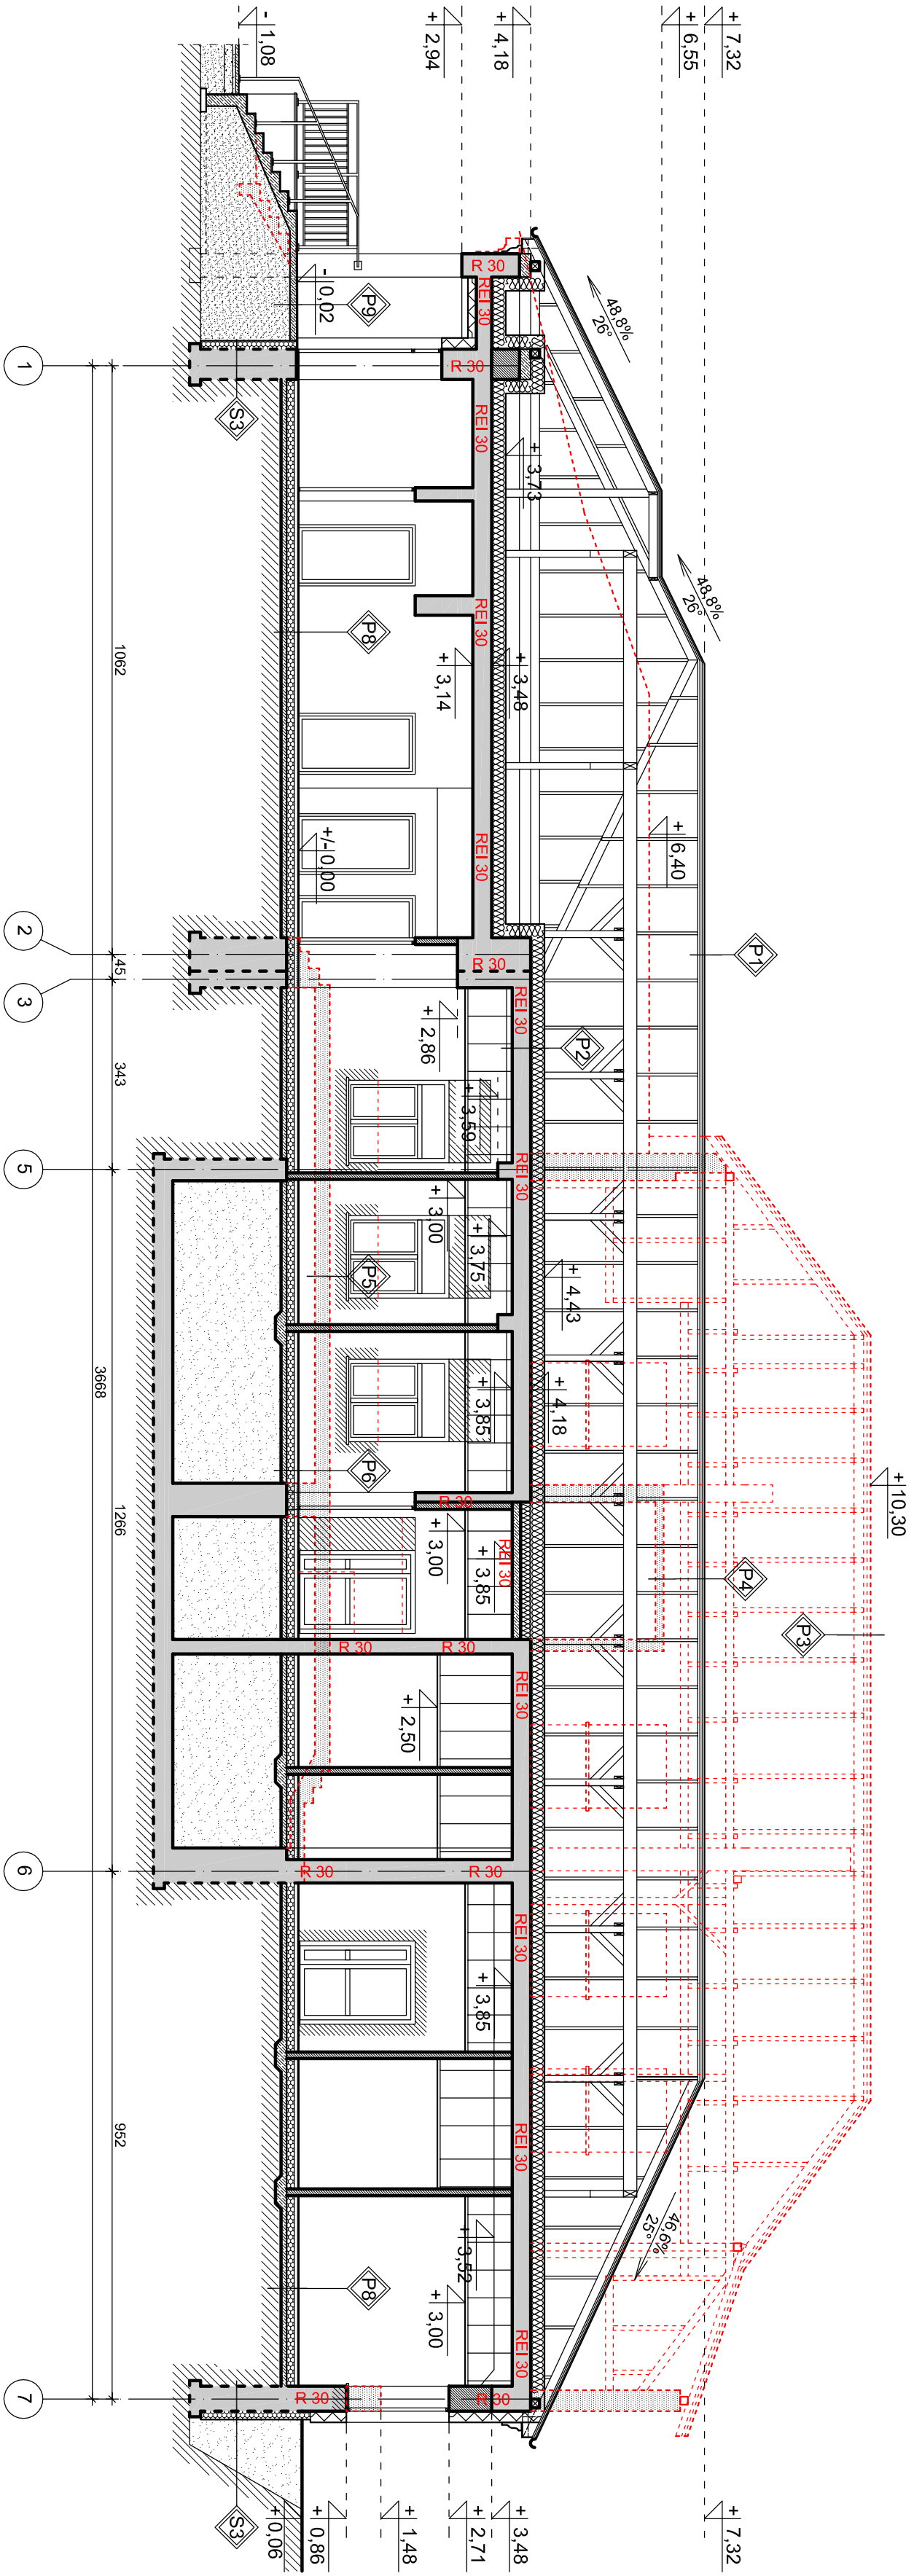 - 1,08
+ 2,94
+ 4,18
+ 6,55
+ 7,32
48,8%
26°
48,8%
26°
46,6%
25°
- 0,02
P9
S3
R 30
REI 30
R 30
REI 30
+ 3,73
REI 30
P8
+ 3,14
+ 3,48
+/-0,00
REI 30
+ 6,40
P1
R 30
REI 30
+ 2,86
P2
+ 3,59
REI 30
+ 3,00
+ 3,75
P5
+ 4,43
+ 3,85
+ 4,18
P6
+ 10,30
R 30
+ 3,00
+ 3,85
REI 30
P4
P3
R 30
R 30
REI 30
+ 2,50
R 30
R 30
REI 30
+ 3,85
REI 30
+ 3,52
+ 3,00
P8
REI 30
R 30
R 30
S3
+ 0,06
+ 0,86
+ 1,48
+ 2,71
+ 3,48
+ 7,32
1062
45
343
1266
952
3668
1
2
3
5
6
7